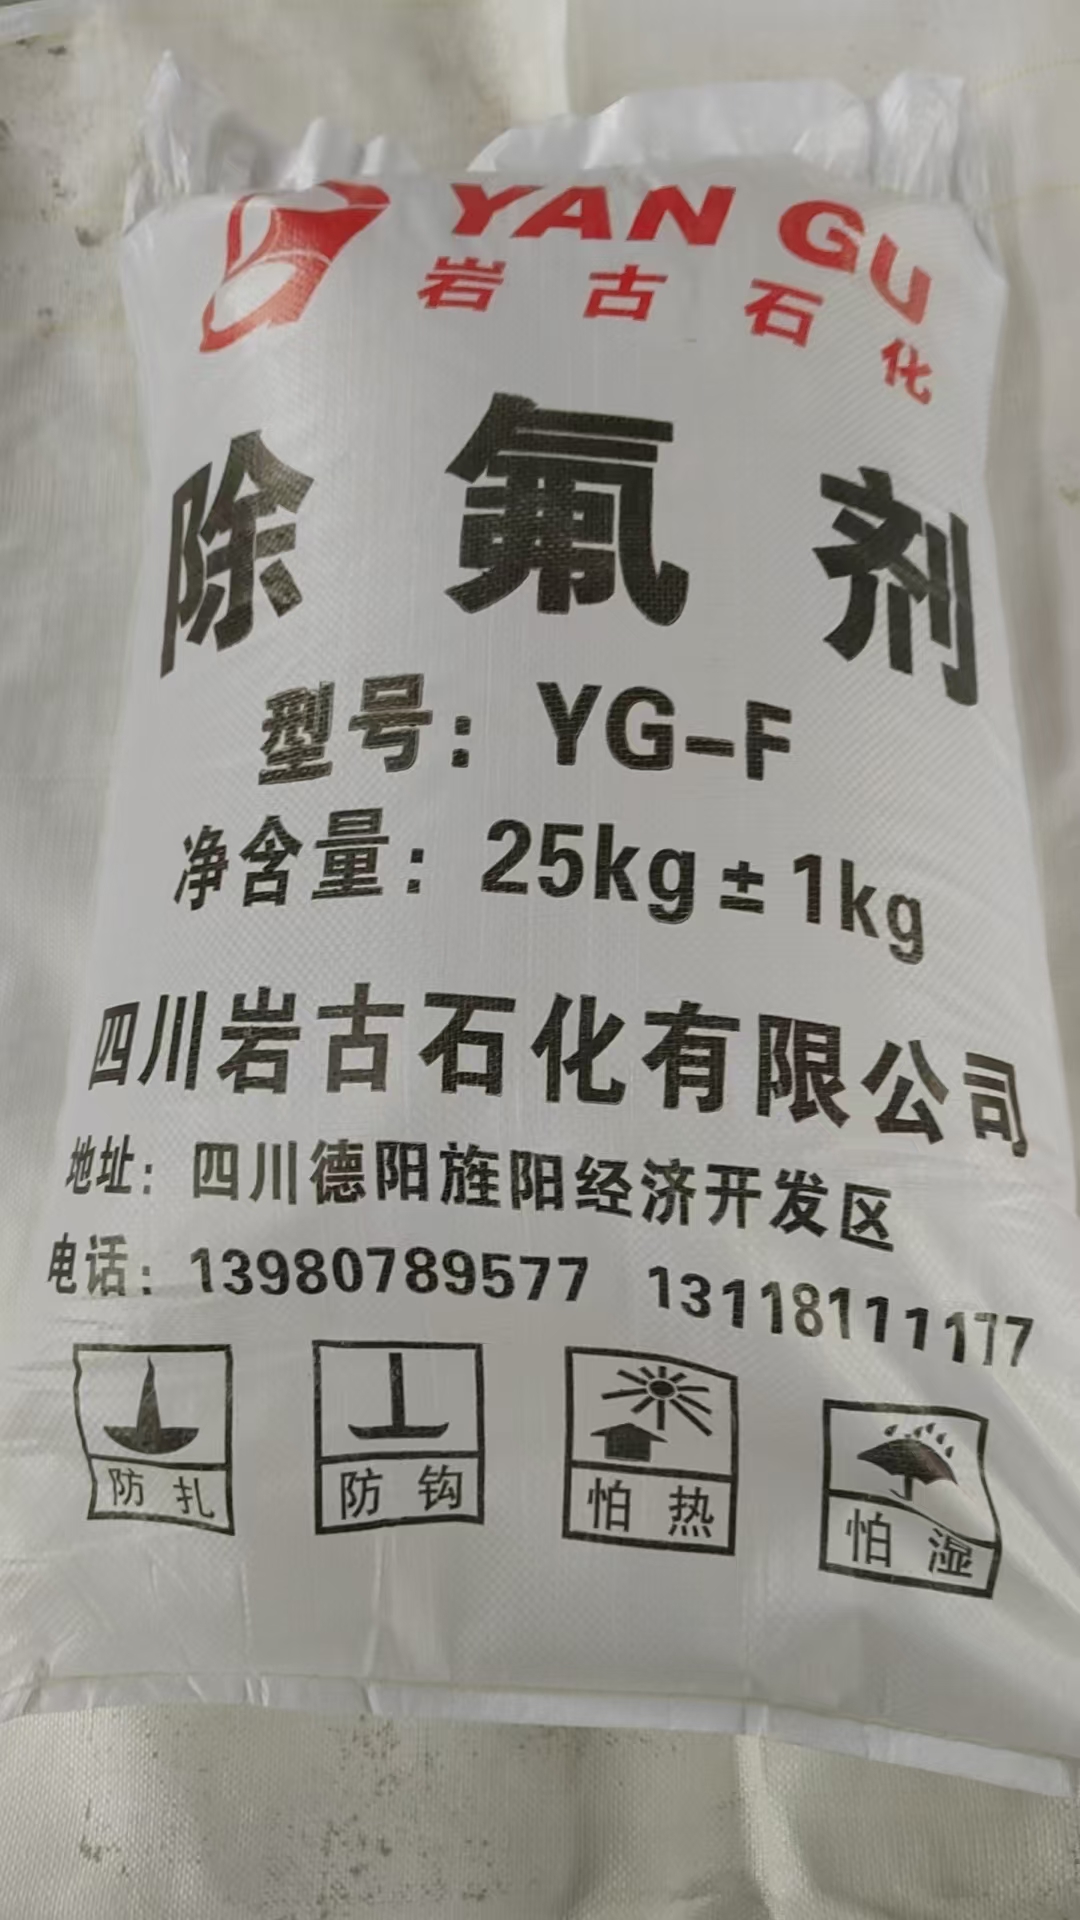 YAN GU
岩古石化
除氟剂
型号：YG-F
净含量：25kg±1kg
四川岩古石化有限公司
地址：四川德阳旌阳经济开发区
电话：13980789577 13118111177
防扎 防钩 怕热 怕湿